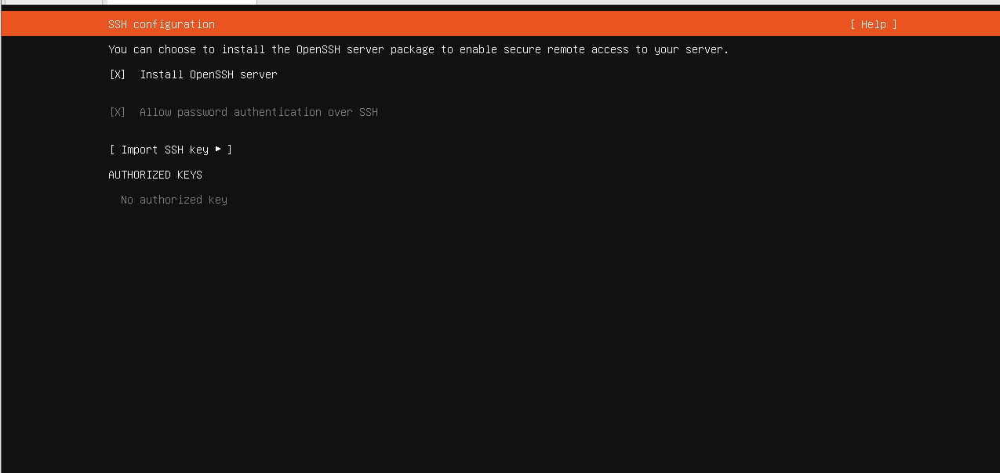 SSH configuration [ Help ]
You can choose to install the OpenSSH server package to enable secure remote access to your server.
[X] Install OpenSSH server
[X] Allow password authentication over SSH
[ Import SSH key ▸ ]
AUTHORIZED KEYS
No authorized key